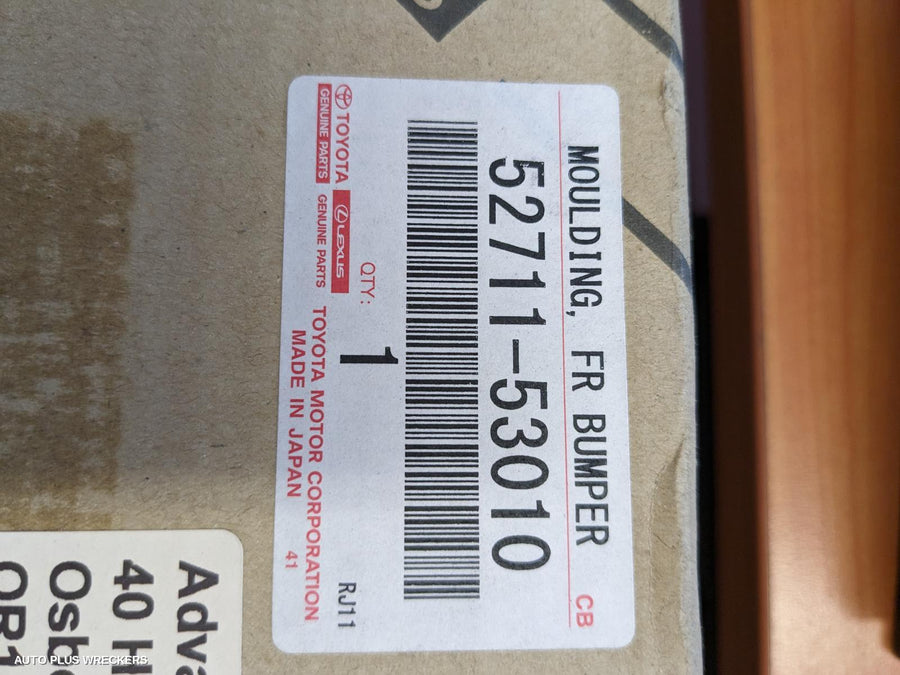 MOULDING, FR BUMPER CB
52711-53010
QTY: 1
RJ11
TOYOTA
GENUINE PARTS
LEXUS
GENUINE PARTS
TOYOTA MOTOR CORPORATION
MADE IN JAPAN 41
40 H
AUTO PLUS WRECKERS